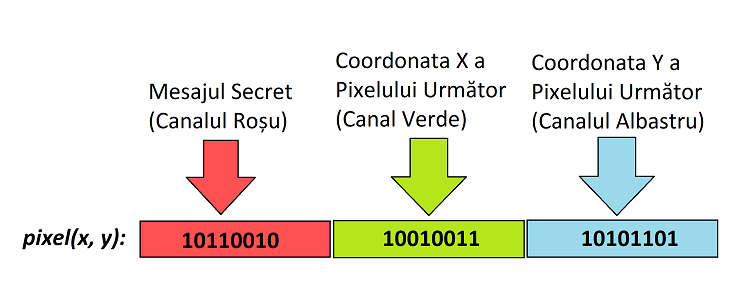 Mesajul Secret
(Canalul Roșu)
Coordonata X a
Pixelului Următor
(Canal Verde)
Coordonata Y a
Pixelului Următor
(Canalul Albastru)
pixel(x, y):
10110010
10010011
10101101